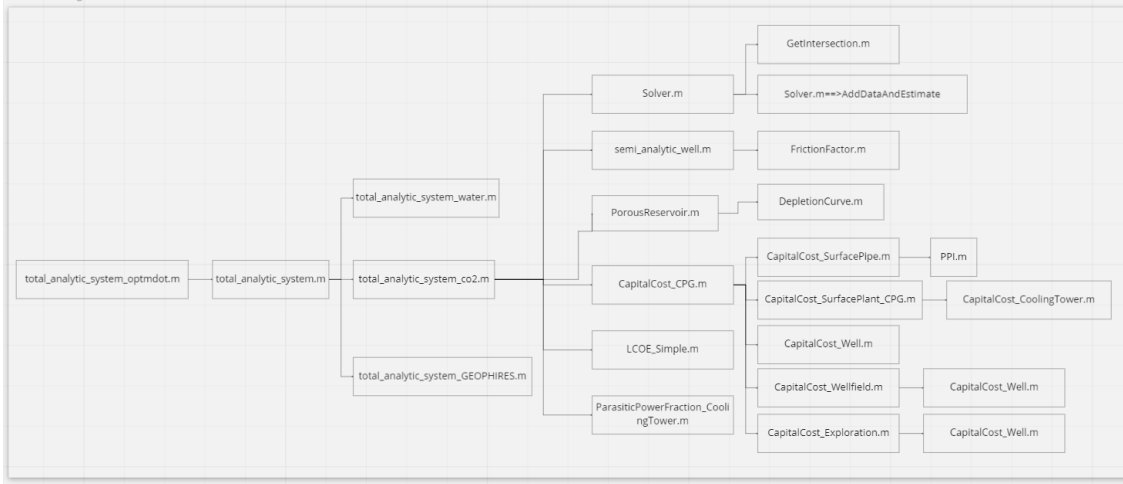 GetIntersection.m
Solver.m
Solver.m==>AddDataAndEstimate
semi_analytic_well.m
FrictionFactor.m
total_analytic_system_water.m
PorousReservoir.m
DepletionCurve.m
total_analytic_system_optmdot.m
total_analytic_system.m
total_analytic_system_co2.m
CapitalCost_CPG.m
CapitalCost_SurfacePipe.m
PPI.m
CapitalCost_SurfacePlant_CPG.m
CapitalCost_CoolingTower.m
CapitalCost_Well.m
LCOE_Simple.m
total_analytic_system_GEOPHIRES.m
CapitalCost_Wellfield.m
CapitalCost_Well.m
ParasiticPowerFraction_Cooli
ngTower.m
CapitalCost_Exploration.m
CapitalCost_Well.m